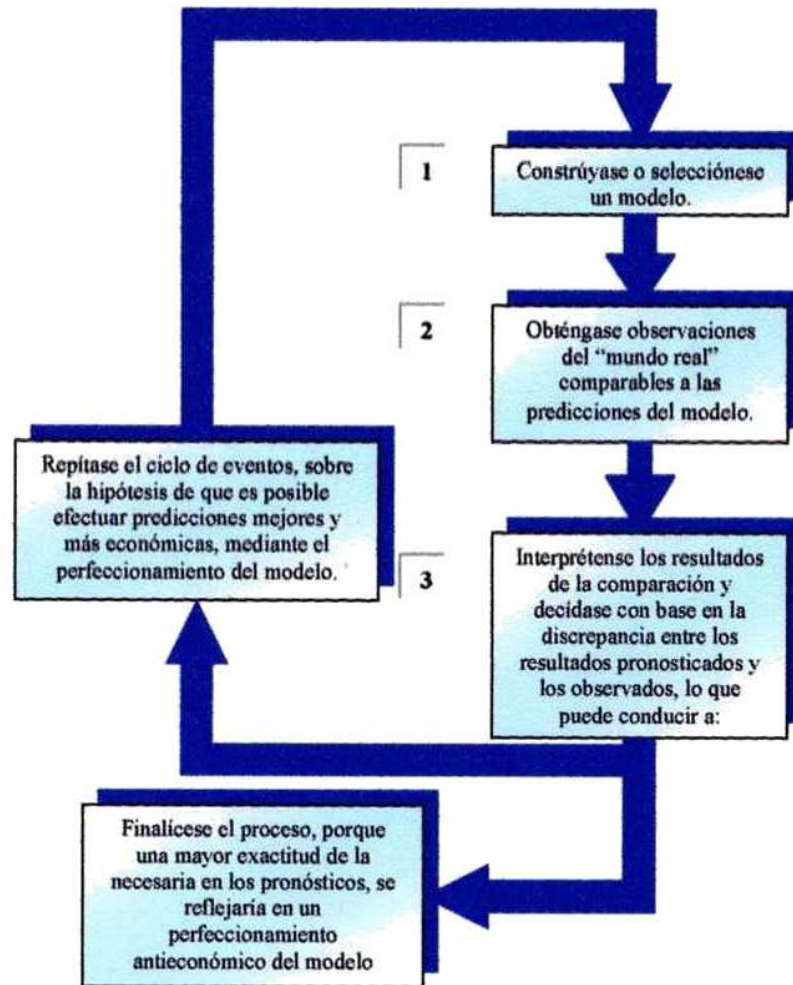 1
Constrúyase o selecciónese
un modelo.
2
Obténgase observaciones
del “mundo real”
comparables a las
predicciones del modelo.
3
Interprétense los resultados
de la comparación y
decídase con base en la
discrepancia entre los
resultados pronosticados y
los observados, lo que
puede conducir a:
Repítase el ciclo de eventos, sobre
la hipótesis de que es posible
efectuar predicciones mejores y
más económicas, mediante el
perfeccionamiento del modelo.
Finalícese el proceso, porque
una mayor exactitud de la
necesaria en los pronósticos, se
reflejaría en un
perfeccionamiento
antieconómico del modelo